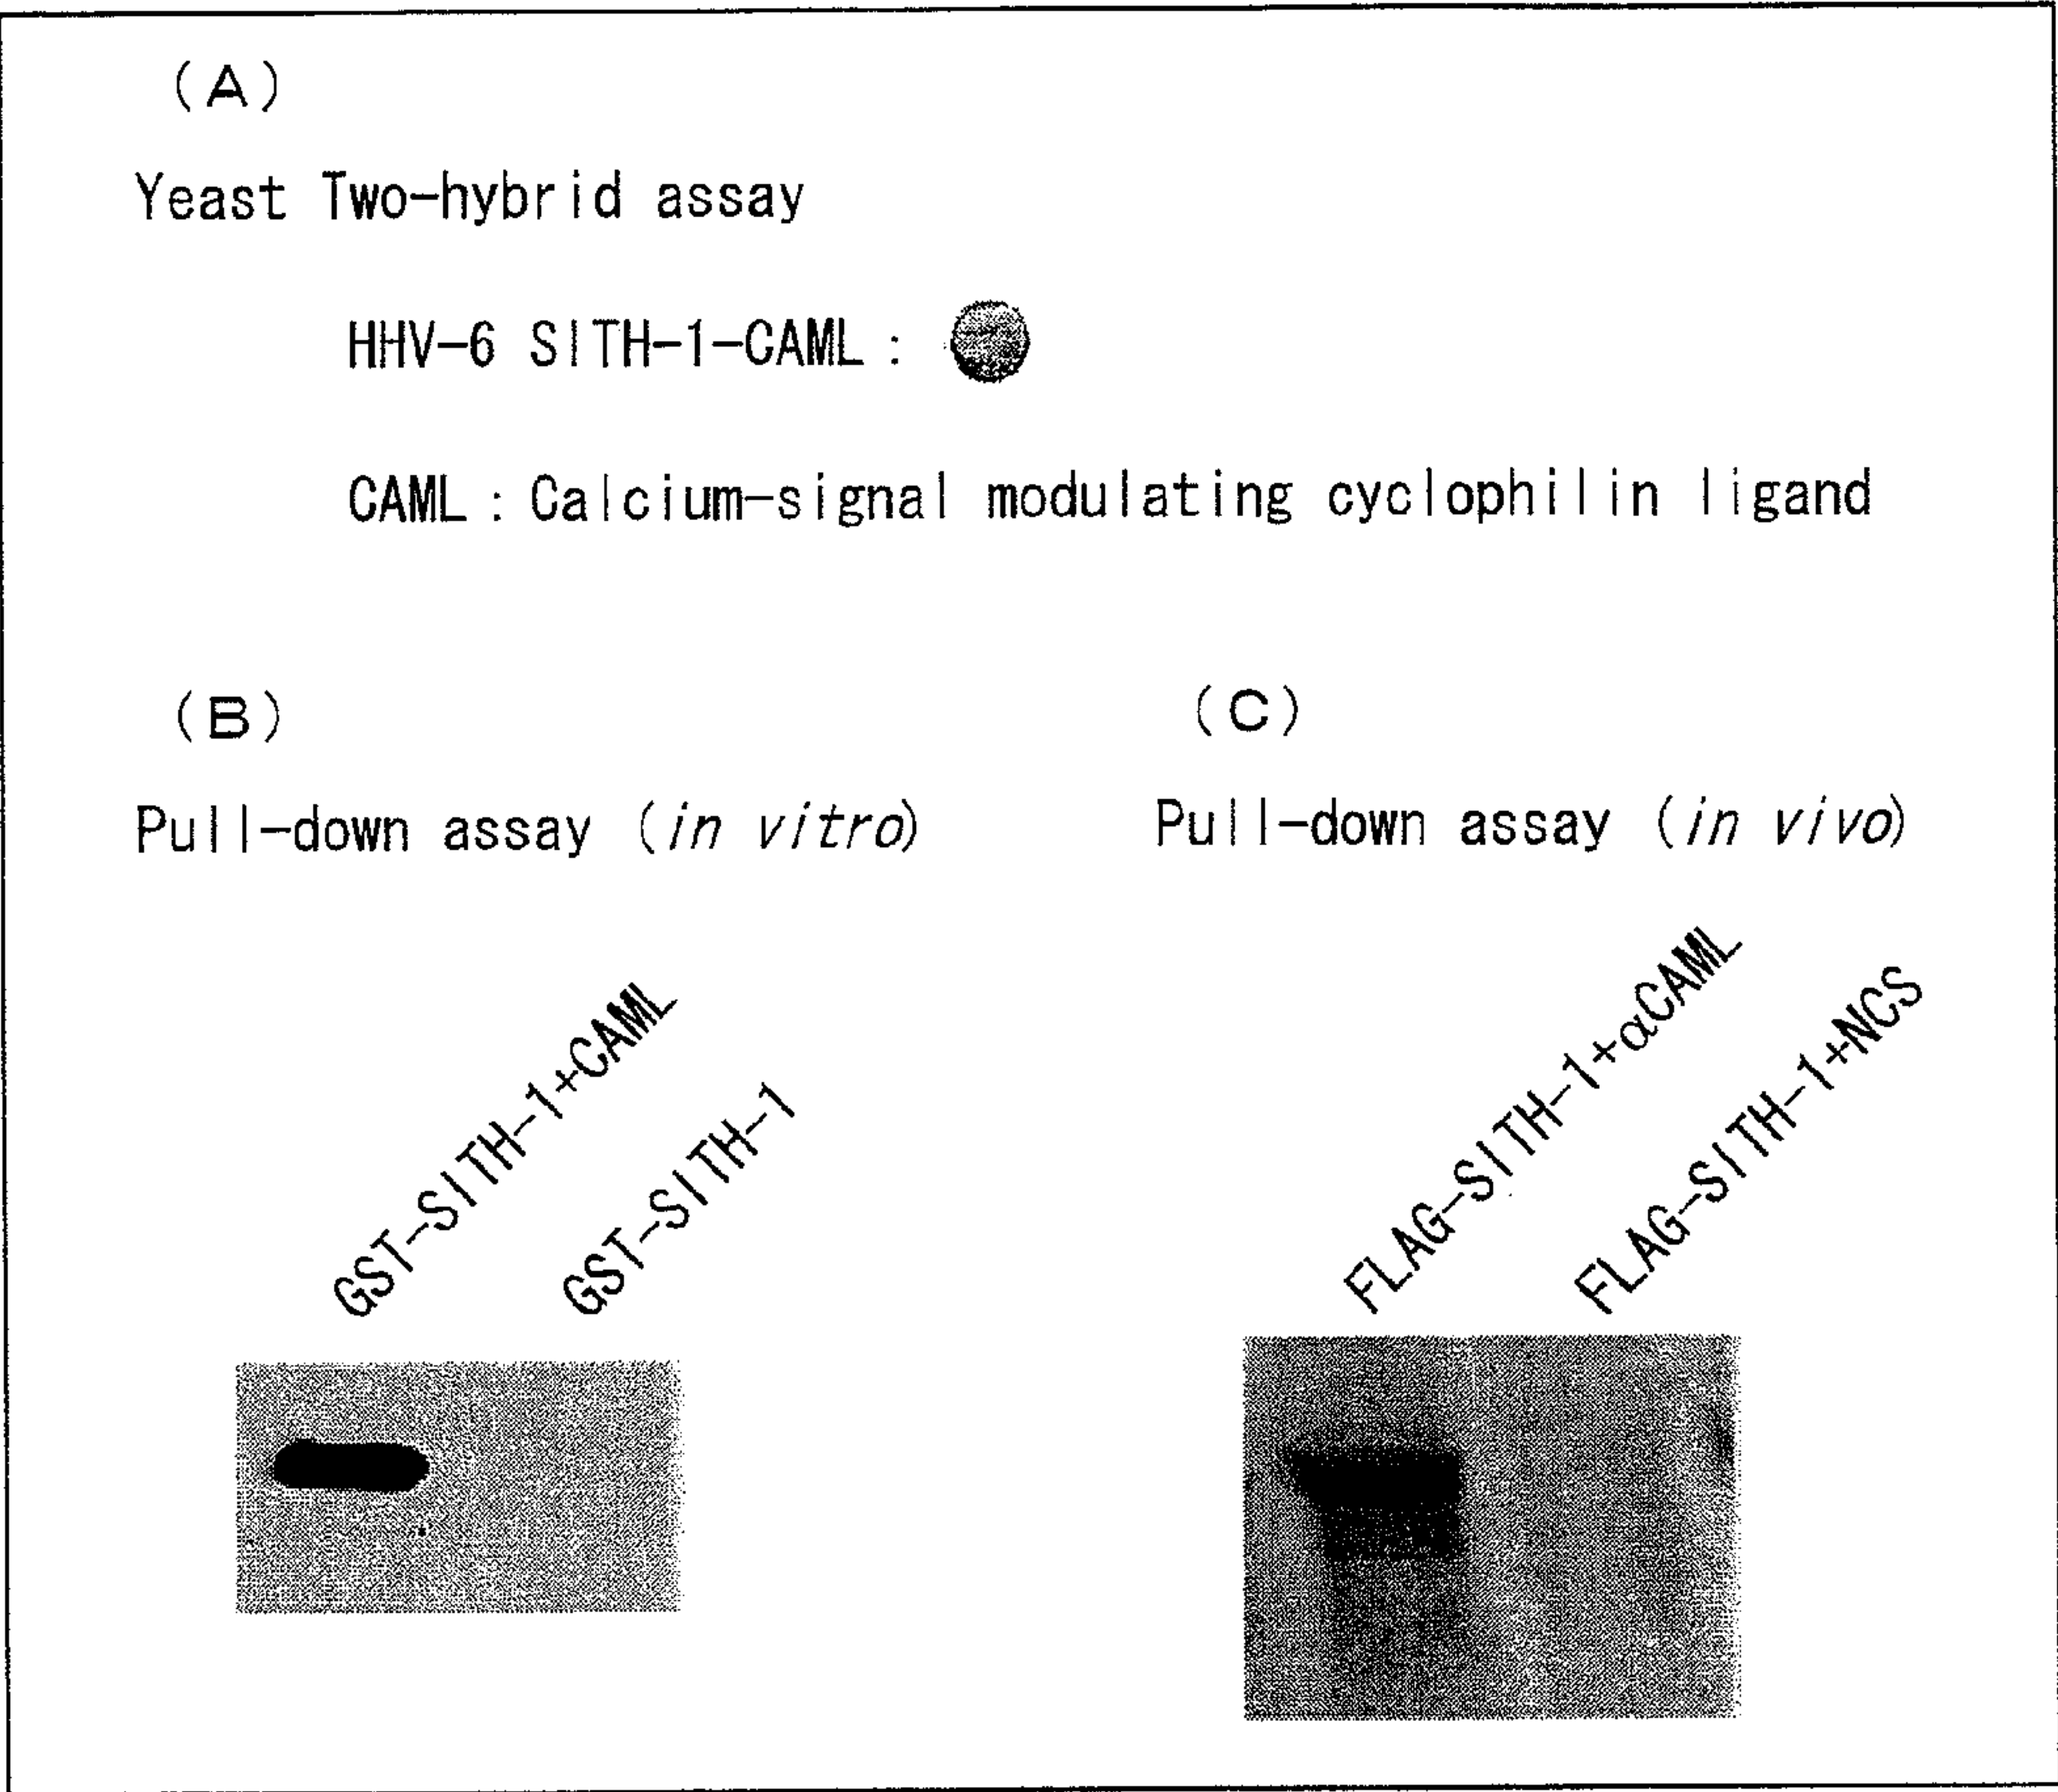 (A)
Yeast Two-hybrid assay
HHV-6 SITH-1-CAML :
CAML : Calcium-signal modulating cyclophilin ligand
(B)
Pull-down assay (in vitro)
GST-SITH-1+CAML
GST-SITH-1
(C)
Pull-down assay (in vivo)
FLAG-SITH-1+αCAML
FLAG-SITH-1+NCS